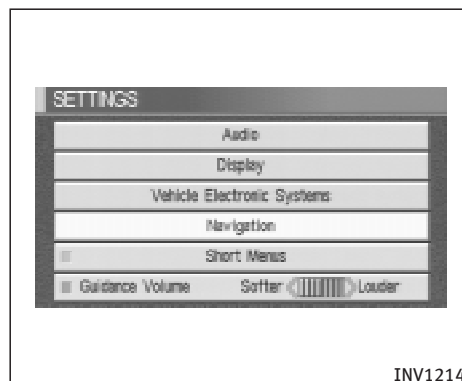 SETTINGS
Audio
Display
Vehicle Electronic Systems
Navigation
Short Menus
Guidance Volume Softer Louder
INV1214